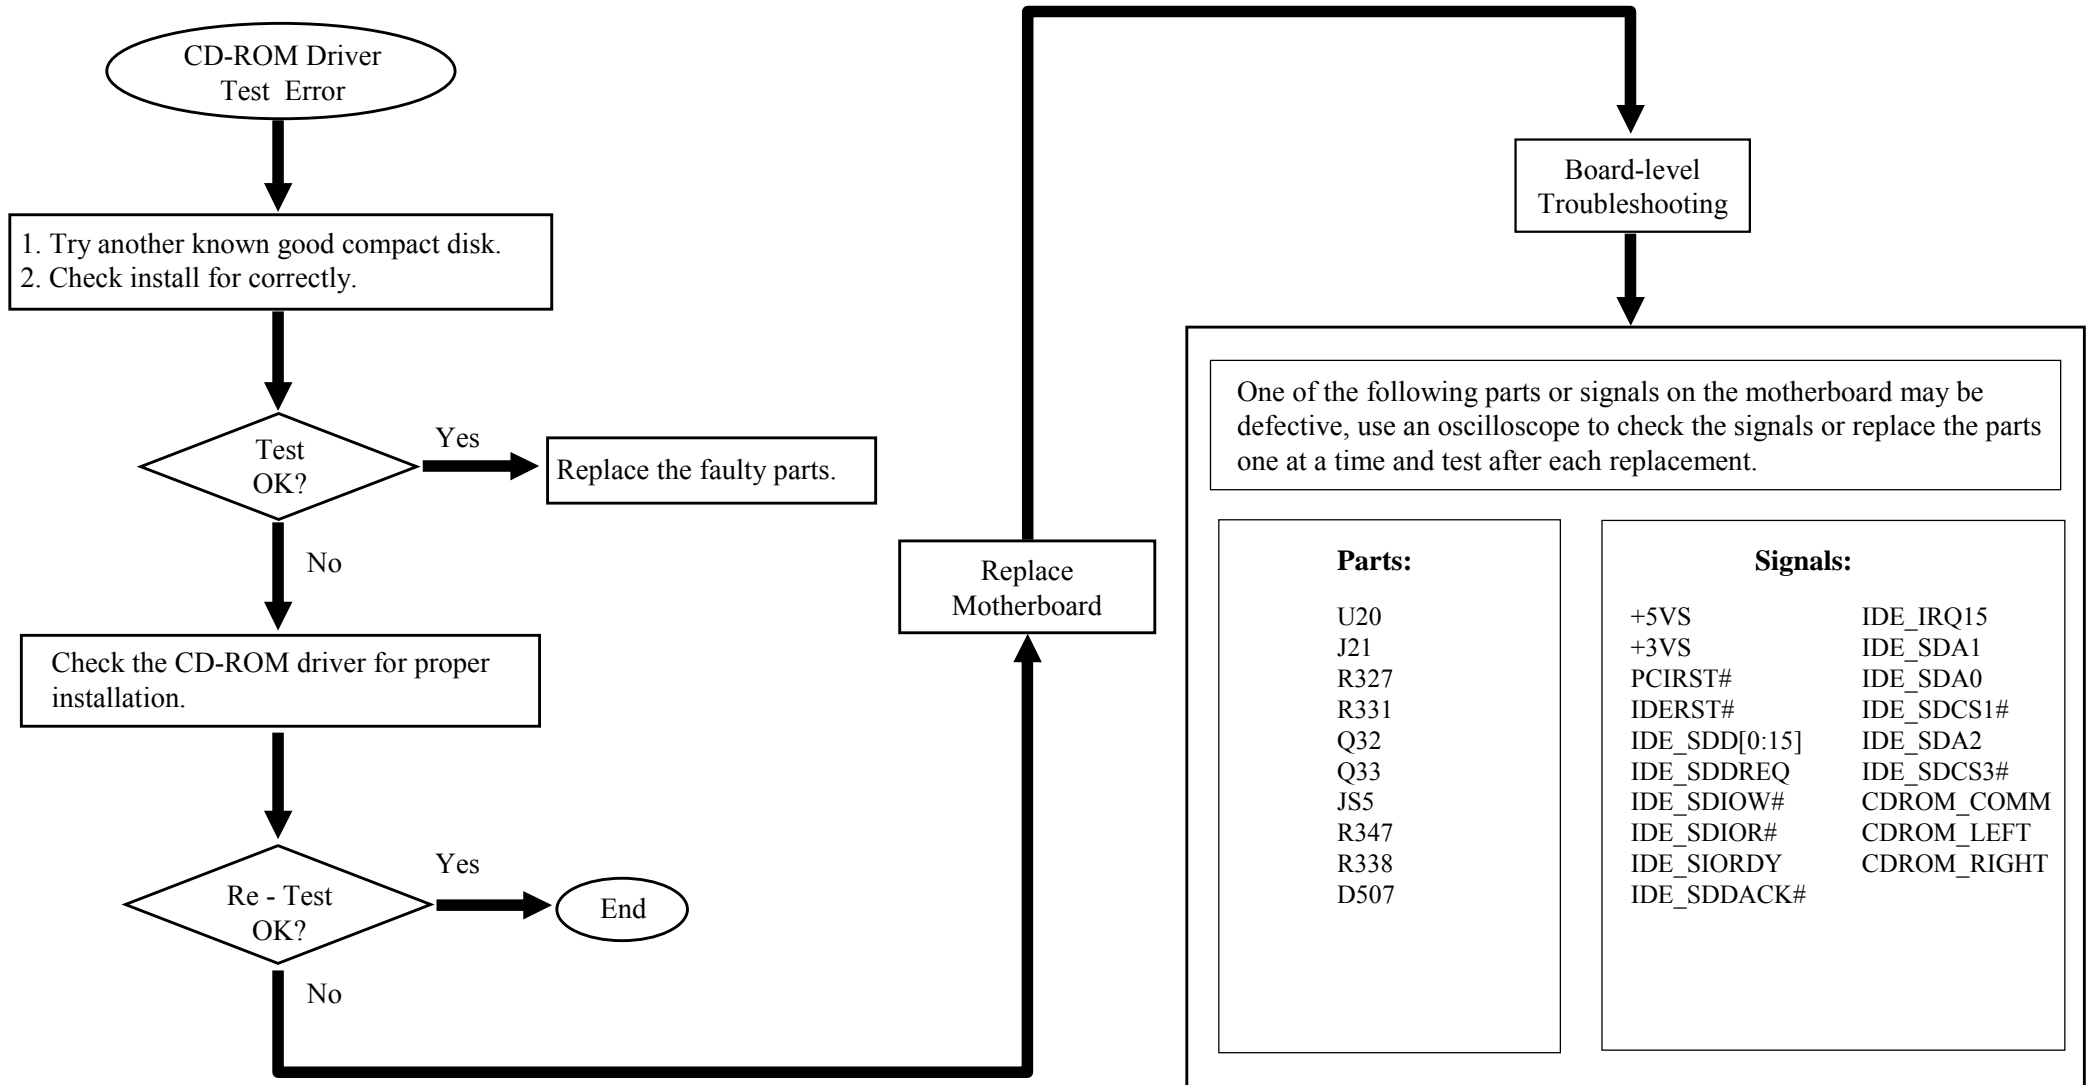 CD-ROM Driver
Test Error
1. Try another known good compact disk.
2. Check install for correctly.
Test
OK?
Yes
Replace the faulty parts.
No
Check the CD-ROM driver for proper
installation.
Re - Test
OK?
Yes
End
No
Replace
Motherboard
Board-level
Troubleshooting
One of the following parts or signals on the motherboard may be
defective, use an oscilloscope to check the signals or replace the parts
one at a time and test after each replacement.
Parts:
U20
J21
R327
R331
Q32
Q33
JS5
R347
R338
D507
Signals:
+5VS
+3VS
PCIRST#
IDERST#
IDE_SDD[0:15]
IDE_SDDREQ
IDE_SDIOW#
IDE_SDIOR#
IDE_SIORDY
IDE_SDDACK#
IDE_IRQ15
IDE_SDA1
IDE_SDA0
IDE_SDCS1#
IDE_SDA2
IDE_SDCS3#
CDROM_COMM
CDROM_LEFT
CDROM_RIGHT